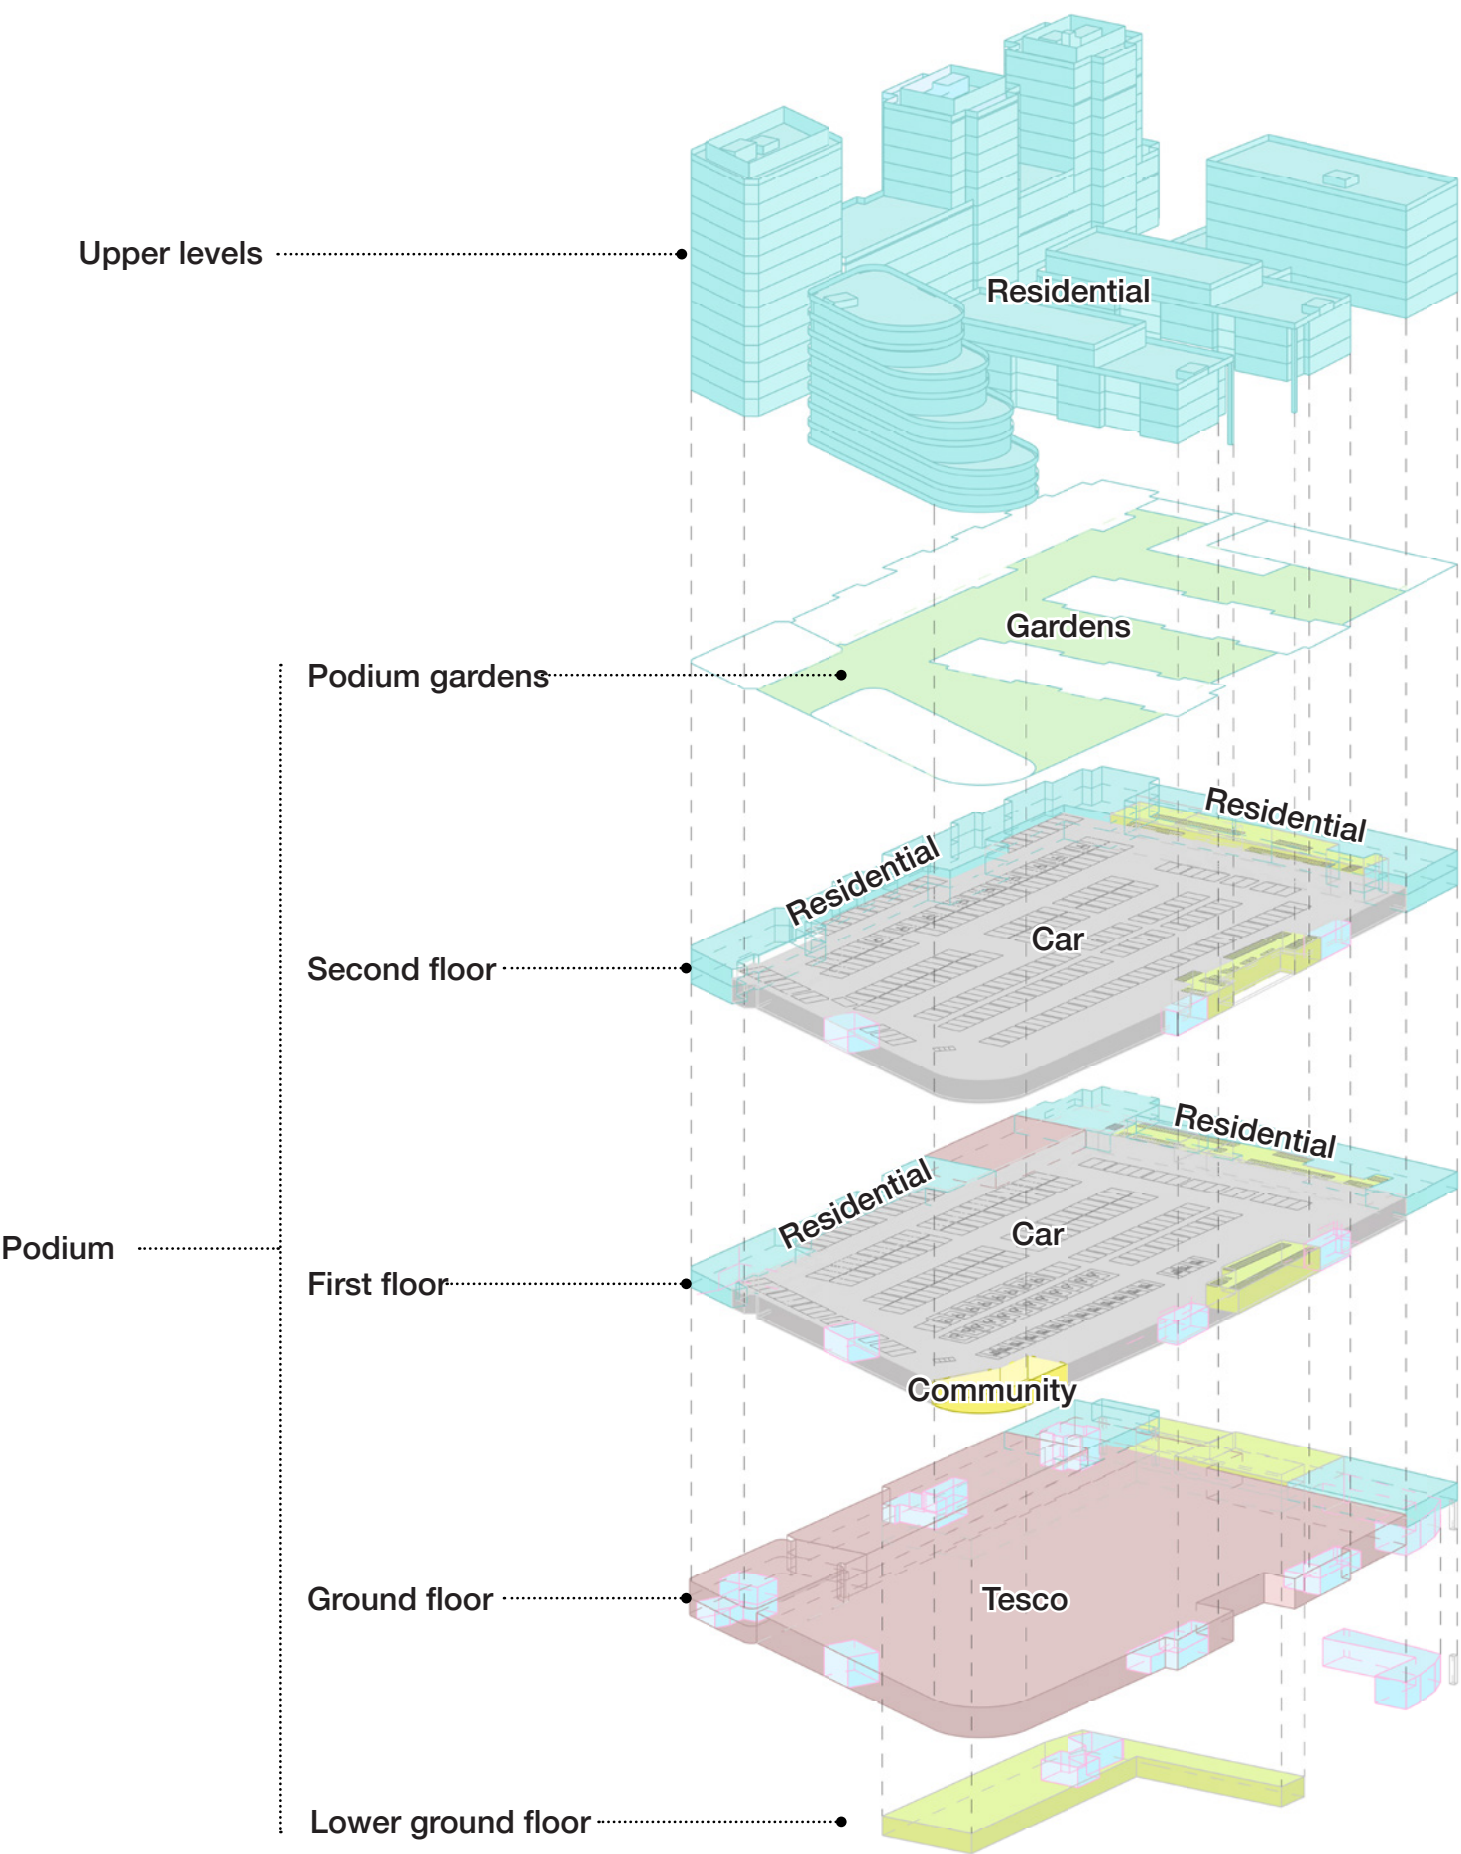 Upper levels
Residential
Gardens
Podium gardens
Residential
Residential
Car
Second floor
Residential
Residential
Car
Podium
First floor
Community
Ground floor
Tesco
Lower ground floor